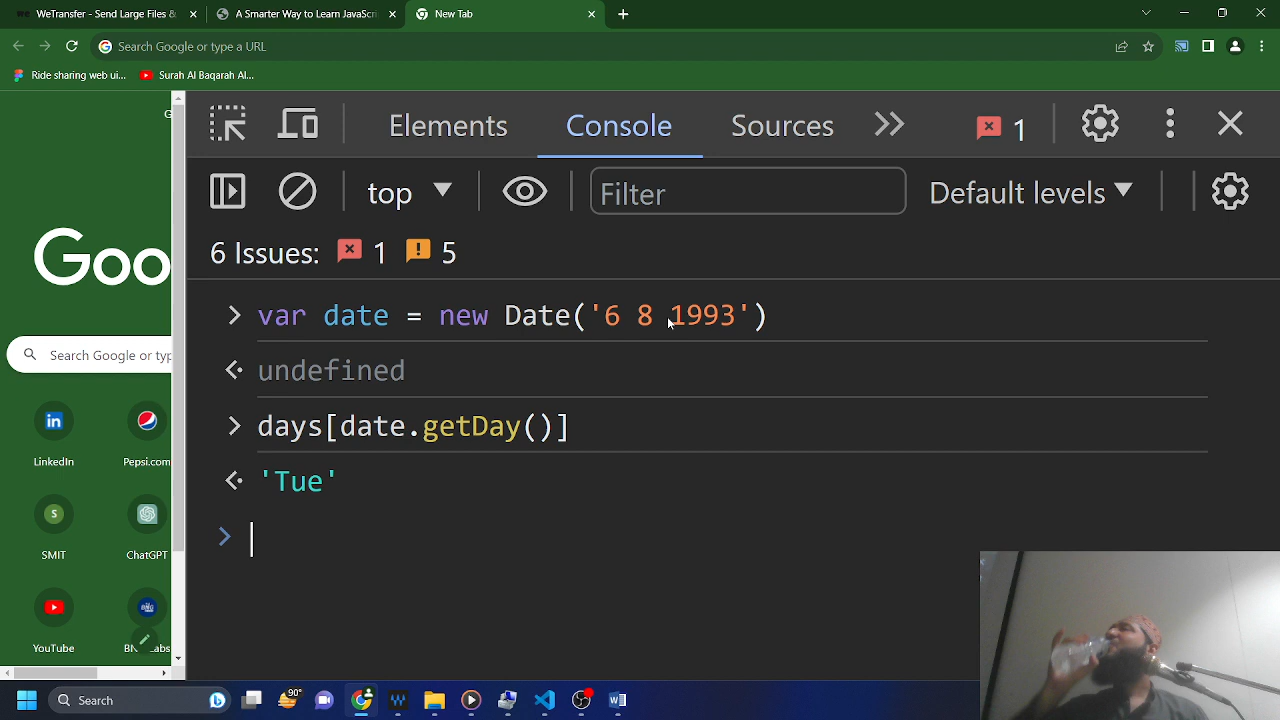 WeTransfer - Send Large Files &
A Smarter Way to Learn JavaScri
New Tab
Search Google or type a URL
Ride sharing web ui...
Surah Al Baqarah Al...
G
Elements
Console
Sources
1
top
Filter
Default levels
6 Issues:
1
5
Goo
Search Google or typ
var date = new Date('6 8 1993')
undefined
days[date.getDay()]
'Tue'
in
LinkedIn
Pepsi.com
S
SMIT
ChatGPT
YouTube
90°
Search